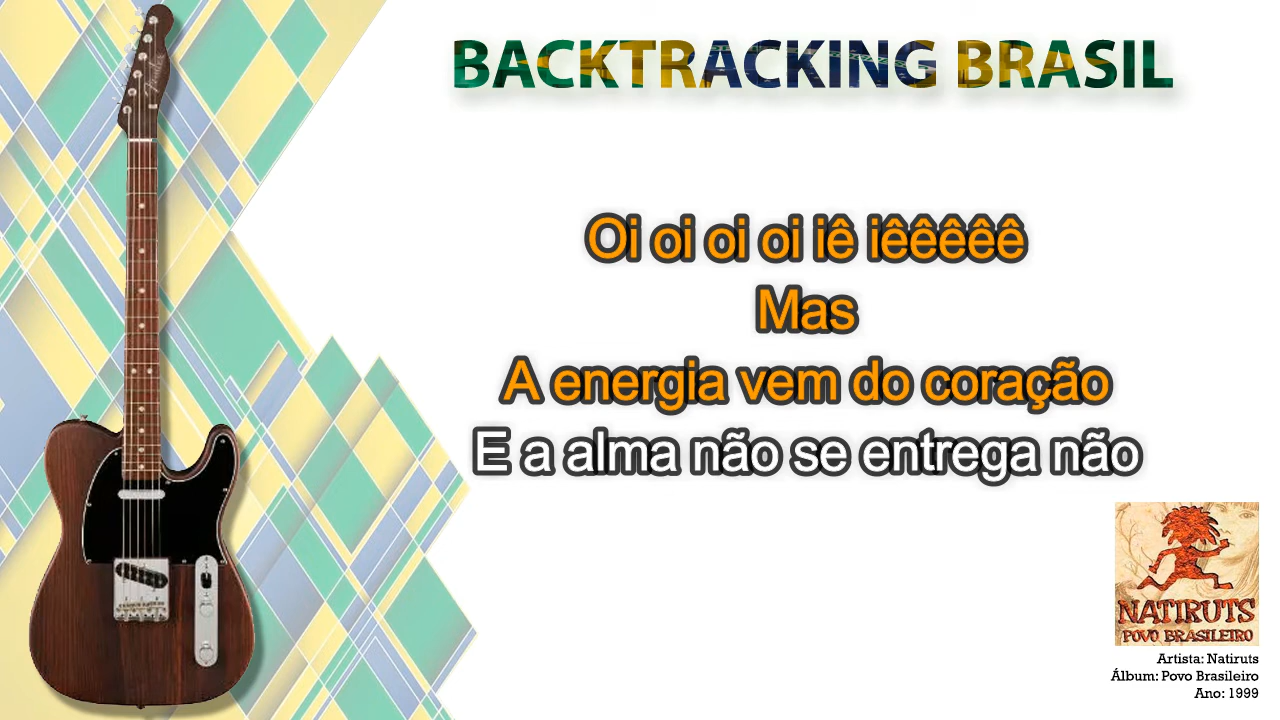 BACKTRACKING BRASIL
Oi oi oi oi iê iêêêêê
Mas
A energia vem do coração
E a alma não se entrega não
Fender
NATIRUTS
POVO BRASILEIRO
Artista: Natiruts
Álbum: Povo Brasileiro
Ano: 1999